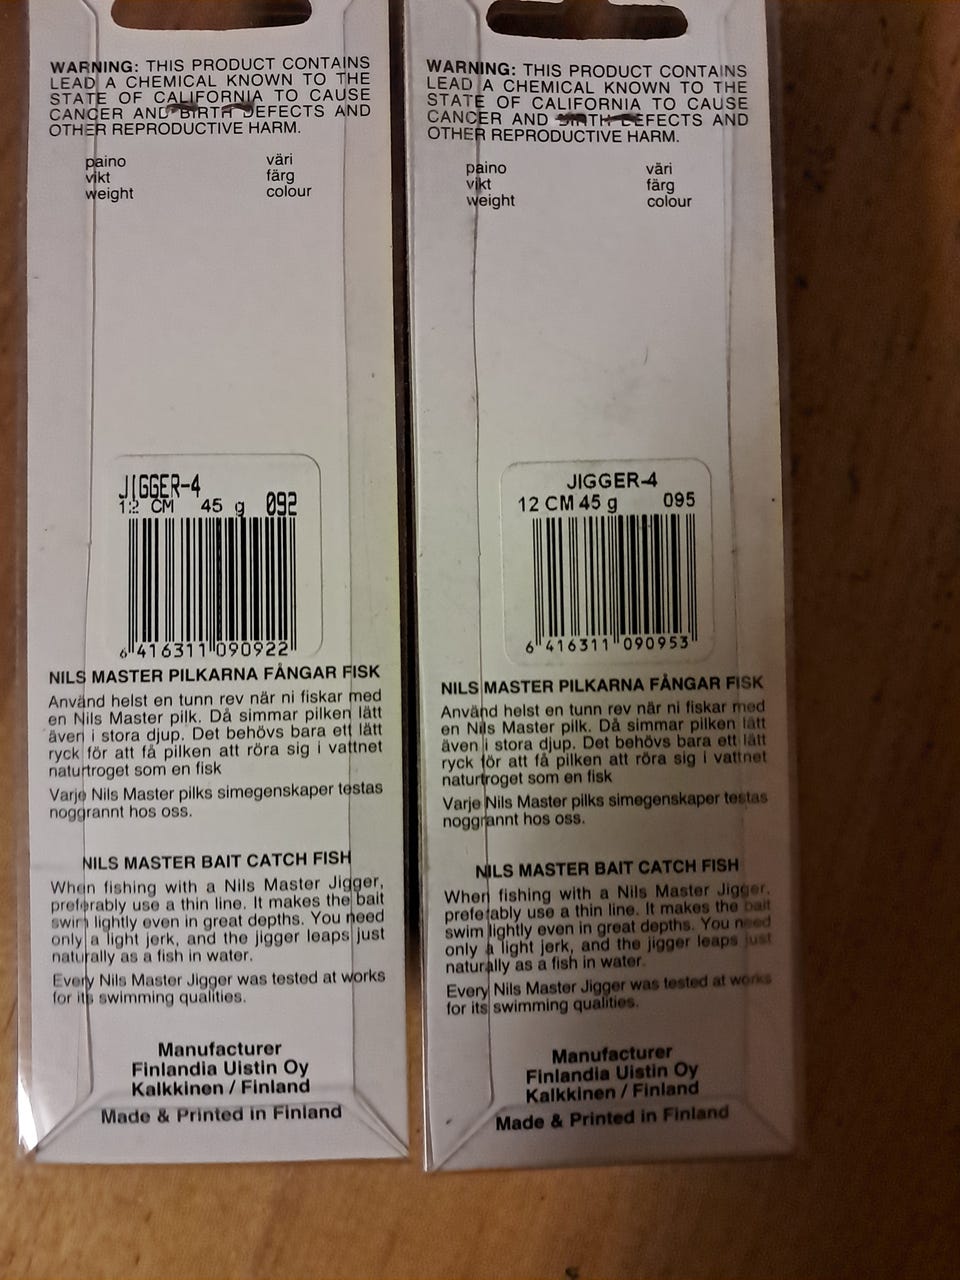 WARNING: THIS PRODUCT CONTAINS
LEAD A CHEMICAL KNOWN TO THE
STATE OF CALIFORNIA TO CAUSE
CANCER AND BIRTH DEFECTS AND
OTHER REPRODUCTIVE HARM.
paino väri
vikt färg
weight colour
JIGGER-4
12 CM 45 g 092
6 416311 090922
NILS MASTER PILKARNA FÅNGAR FISK
Använd helst en tunn rev när ni fiskar med
en Nils Master pilk. Då simmar pilken lätt
även i stora djup. Det behövs bara ett lätt
ryck för att få pilken att röra sig i vattnet
naturtroget som en fisk
Varje Nils Master pilks simegenskaper testas
noggrannt hos oss.
NILS MASTER BAIT CATCH FISH
When fishing with a Nils Master Jigger,
preferably use a thin line. It makes the bait
swim lightly even in great depths. You need
only a light jerk, and the jigger leaps just
naturally as a fish in water.
Every Nils Master Jigger was tested at works
for its swimming qualities.
Manufacturer
Finlandia Uistin Oy
Kalkkinen / Finland
Made & Printed in Finland
WARNING: THIS PRODUCT CONTAINS
LEAD A CHEMICAL KNOWN TO THE
STATE OF CALIFORNIA TO CAUSE
CANCER AND BIRTH DEFECTS AND
OTHER REPRODUCTIVE HARM.
paino väri
vikt färg
weight colour
JIGGER-4
12 CM 45 g 095
6 416311 090953
NILS MASTER PILKARNA FÅNGAR FISK
Använd helst en tunn rev när ni fiskar med
en Nils Master pilk. Då simmar pilken lätt
även i stora djup. Det behövs bara ett lätt
ryck för att få pilken att röra sig i vattnet
naturtroget som en fisk
Varje Nils Master pilks simegenskaper testas
noggrannt hos oss.
NILS MASTER BAIT CATCH FISH
When fishing with a Nils Master Jigger.
preferably use a thin line. It makes the bait
swim lightly even in great depths. You need
only a light jerk, and the jigger leaps just
naturally as a fish in water.
Every Nils Master Jigger was tested at works
for its swimming qualities.
Manufacturer
Finlandia Uistin Oy
Kalkkinen / Finland
Made & Printed in Finland